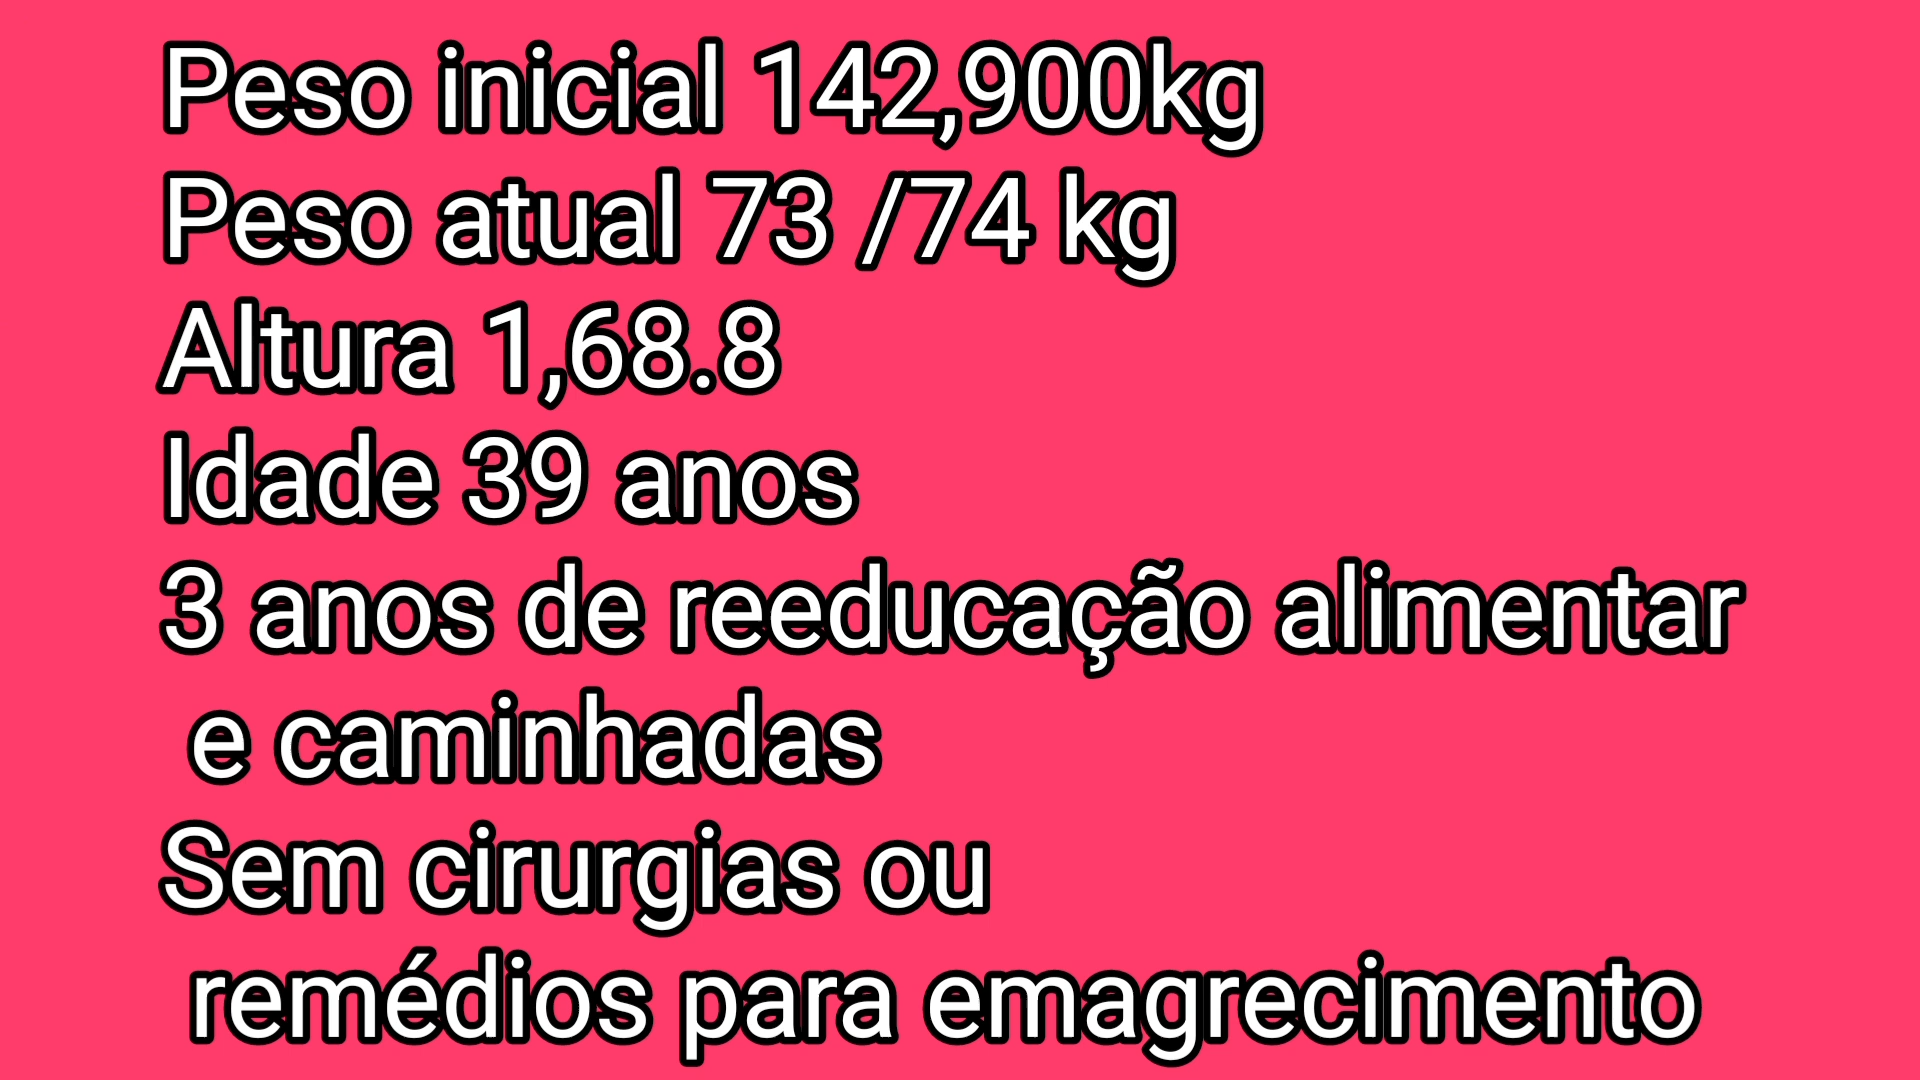 Peso inicial 142,900kg
Peso atual 73 /74 kg
Altura 1,68.8
Idade 39 anos
3 anos de reeducação alimentar
e caminhadas
Sem cirurgias ou
remédios para emagrecimento